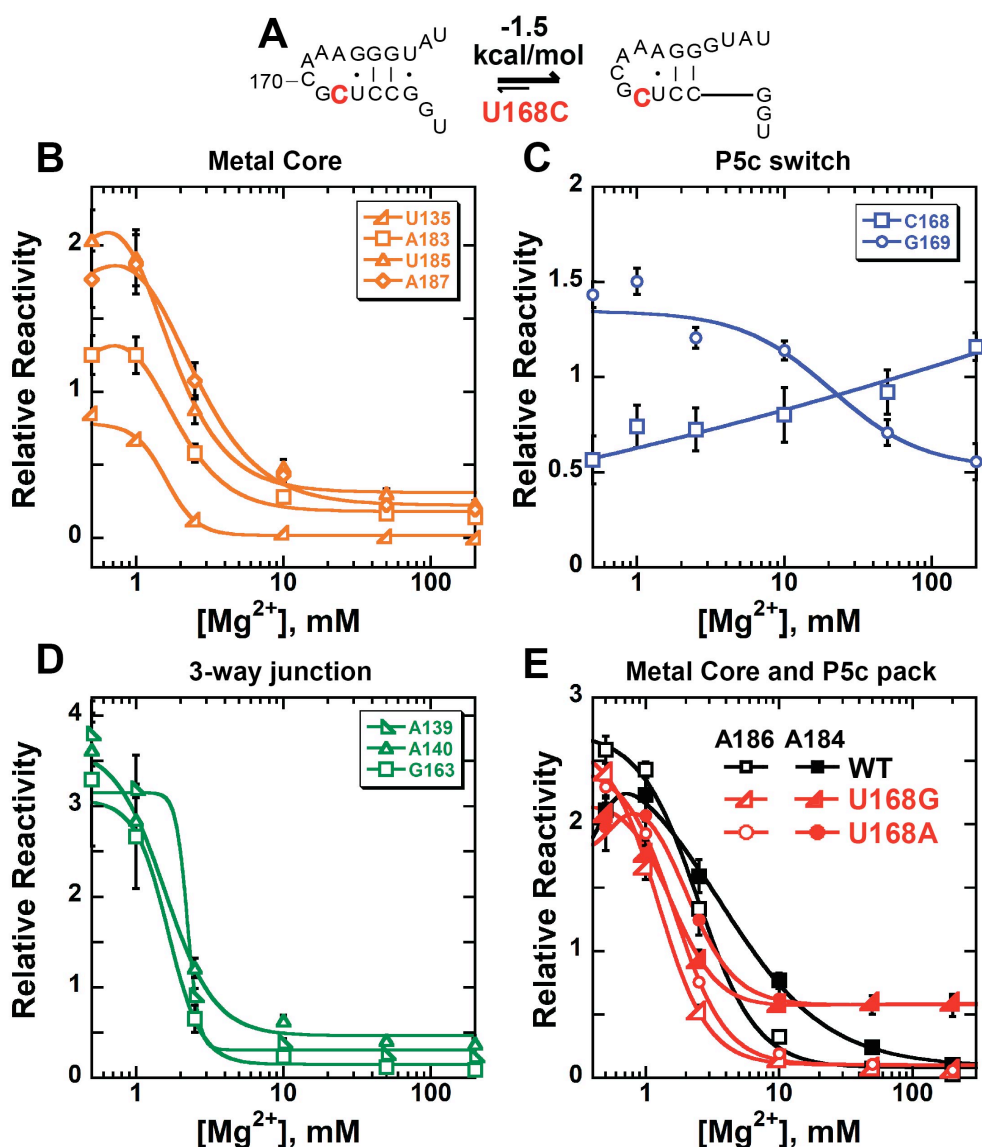 A
-1.5
kcal/mol
U168C
A A A G G G U A U
170 C G C U C C G G U
A A A G G G U A U
C G C U C C G G U
B
Metal Core
Relative Reactivity
2
1
0
U135
A183
U185
A187
1 10 100
[Mg2+], mM
C
P5c switch
Relative Reactivity
2
1.5
1
0.5
0
C168
G169
1 10 100
[Mg2+], mM
D
3-way junction
Relative Reactivity
4
3
2
1
0
A139
A140
G163
1 10 100
[Mg2+], mM
E
Metal Core and P5c pack
Relative Reactivity
3
2
1
0
A186 A184
WT
U168G
U168A
1 10 100
[Mg2+], mM